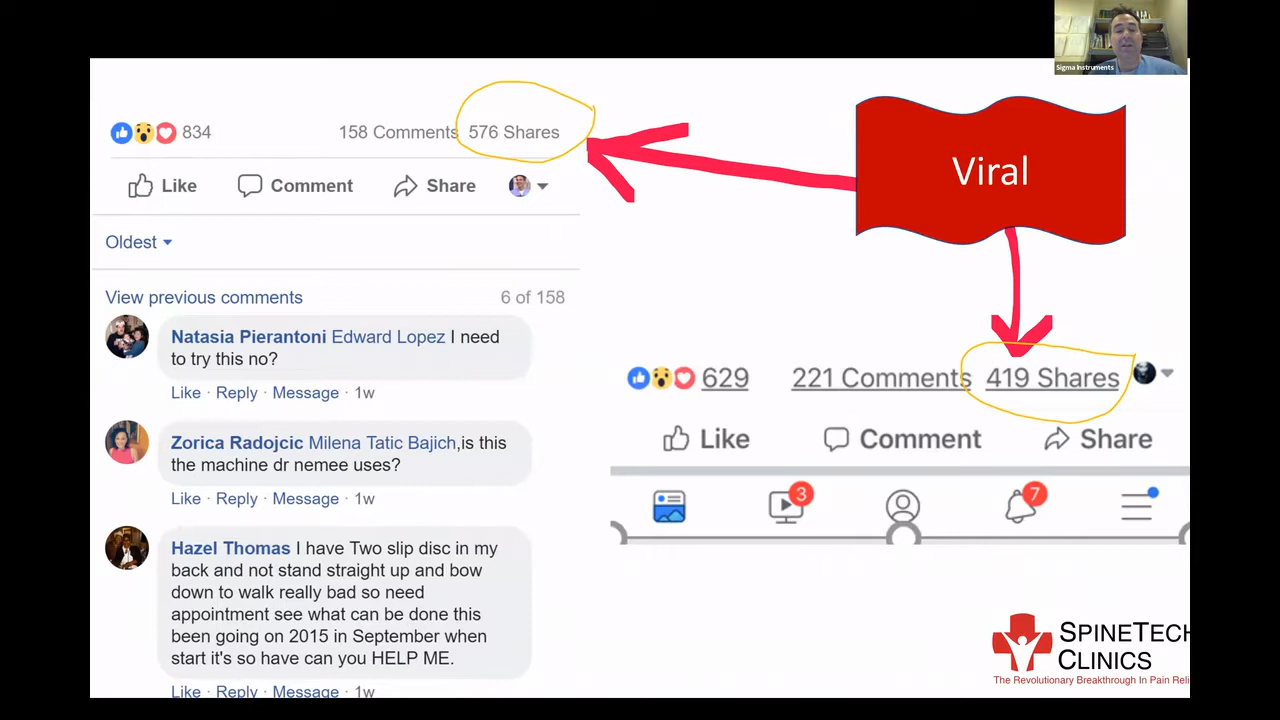 Sigma Instruments
834
158 Comments 576 Shares
Like Comment Share
Oldest
View previous comments 6 of 158
Natasia Pierantoni Edward Lopez I need
to try this no?
Like · Reply · Message · 1w
Zorica Radojcic Milena Tatic Bajich,is this
the machine dr nemee uses?
Like · Reply · Message · 1w
Hazel Thomas I have Two slip disc in my
back and not stand straight up and bow
down to walk really bad so need
appointment see what can be done this
been going on 2015 in September when
start it's so have can you HELP ME.
Like · Reply · Message · 1w
Viral
629 221 Comments 419 Shares
Like Comment Share
3 7
SPINETECH
CLINICS
The Revolutionary Breakthrough In Pain Reli